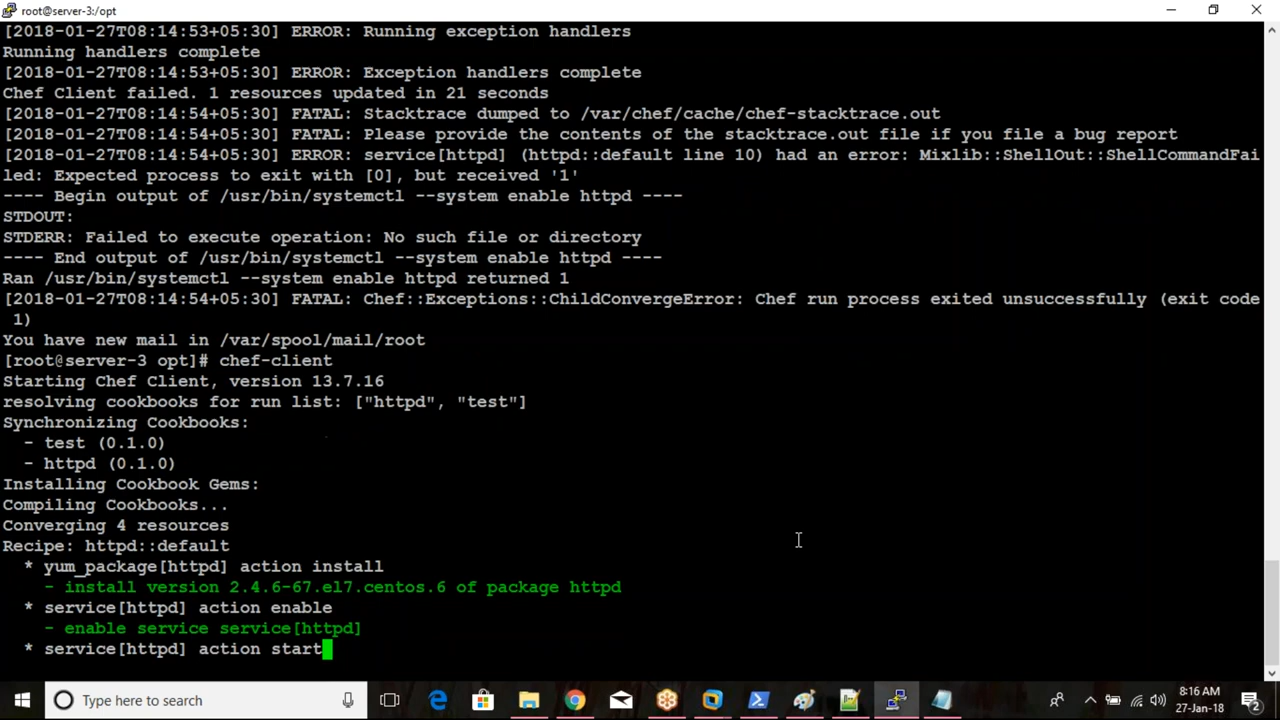 root@server-3:/opt
[2018-01-27T08:14:53+05:30] ERROR: Running exception handlers
Running handlers complete
[2018-01-27T08:14:53+05:30] ERROR: Exception handlers complete
Chef Client failed. 1 resources updated in 21 seconds
[2018-01-27T08:14:54+05:30] FATAL: Stacktrace dumped to /var/chef/cache/chef-stacktrace.out
[2018-01-27T08:14:54+05:30] FATAL: Please provide the contents of the stacktrace.out file if you file a bug report
[2018-01-27T08:14:54+05:30] ERROR: service[httpd] (httpd::default line 10) had an error: Mixlib::ShellOut::ShellCommandFai
led: Expected process to exit with [0], but received '1'
---- Begin output of /usr/bin/systemctl --system enable httpd ----
STDOUT:
STDERR: Failed to execute operation: No such file or directory
---- End output of /usr/bin/systemctl --system enable httpd ----
Ran /usr/bin/systemctl --system enable httpd returned 1
[2018-01-27T08:14:54+05:30] FATAL: Chef::Exceptions::ChildConvergeError: Chef run process exited unsuccessfully (exit code
 1)
You have new mail in /var/spool/mail/root
[root@server-3 opt]# chef-client
Starting Chef Client, version 13.7.16
resolving cookbooks for run list: ["httpd", "test"]
Synchronizing Cookbooks:
  - test (0.1.0)
  - httpd (0.1.0)
Installing Cookbook Gems:
Compiling Cookbooks...
Converging 4 resources
Recipe: httpd::default
  * yum_package[httpd] action install
    - install version 2.4.6-67.el7.centos.6 of package httpd
  * service[httpd] action enable
    - enable service service[httpd]
  * service[httpd] action start
Type here to search
8:16 AM
27-Jan-18
2